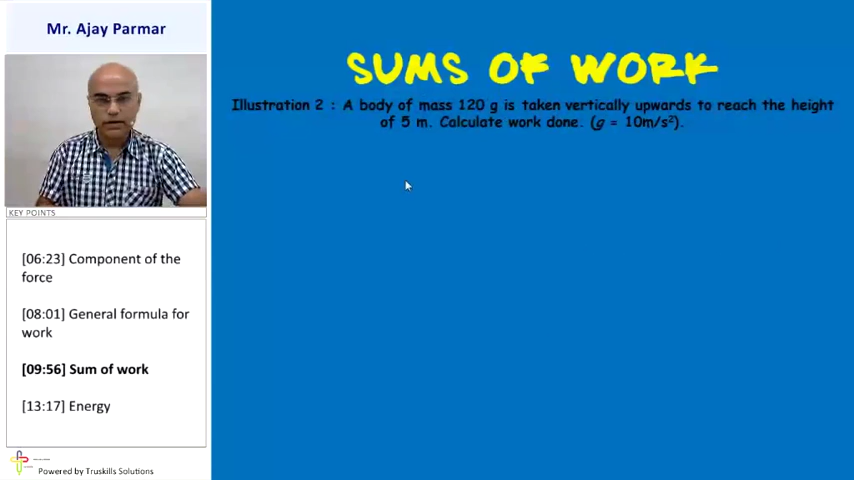 Mr. Ajay Parmar
SUMS OF WORK
Illustration 2 : A body of mass 120 g is taken vertically upwards to reach the height
of 5 m. Calculate work done. (g = 10m/s²).
KEY POINTS
[06:23] Component of the
force
[08:01] General formula for
work
[09:56] Sum of work
[13:17] Energy
Powered by Truskills Solutions